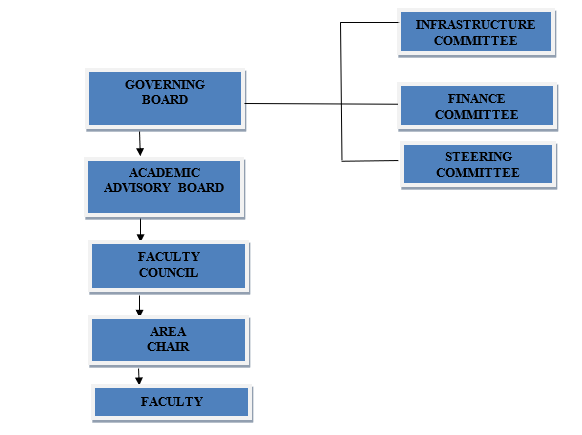 INFRASTRUCTURE
COMMITTEE
GOVERNING
BOARD
FINANCE
COMMITTEE
STEERING
COMMITTEE
ACADEMIC
ADVISORY BOARD
FACULTY
COUNCIL
AREA
CHAIR
FACULTY